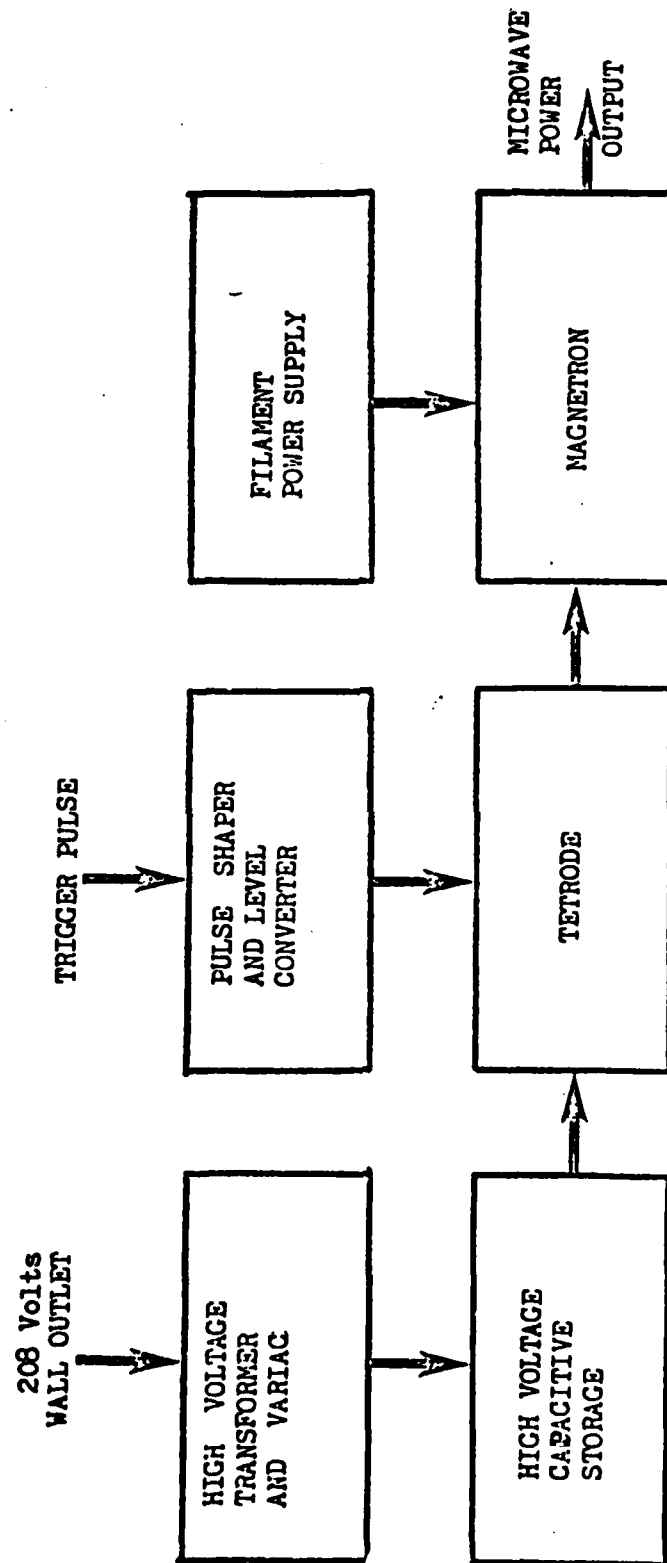 208 Volts
WALL OUTLET
HIGH VOLTAGE
TRANSFORMER
AND VARIAC
HIGH VOLTAGE
CAPACITIVE
STORAGE
TRIGGER PULSE
PULSE SHAPER
AND LEVEL
CONVERTER
TETRODE
FILAMENT
POWER SUPPLY
MAGNETRON
MICROWAVE
POWER
OUTPUT